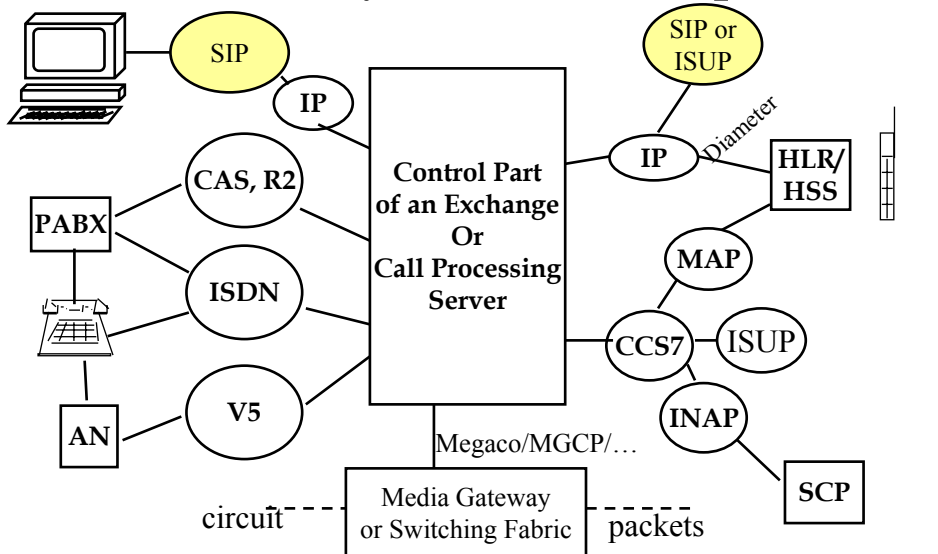 SIP
SIP or
ISUP
IP
Diameter
IP
CAS, R2
Control Part
of an Exchange
Or
Call Processing
Server
HLR/
HSS
PABX
MAP
ISDN
CCS7
ISUP
V5
INAP
AN
Megaco/MGCP/…
SCP
circuit
Media Gateway
or Switching Fabric
packets